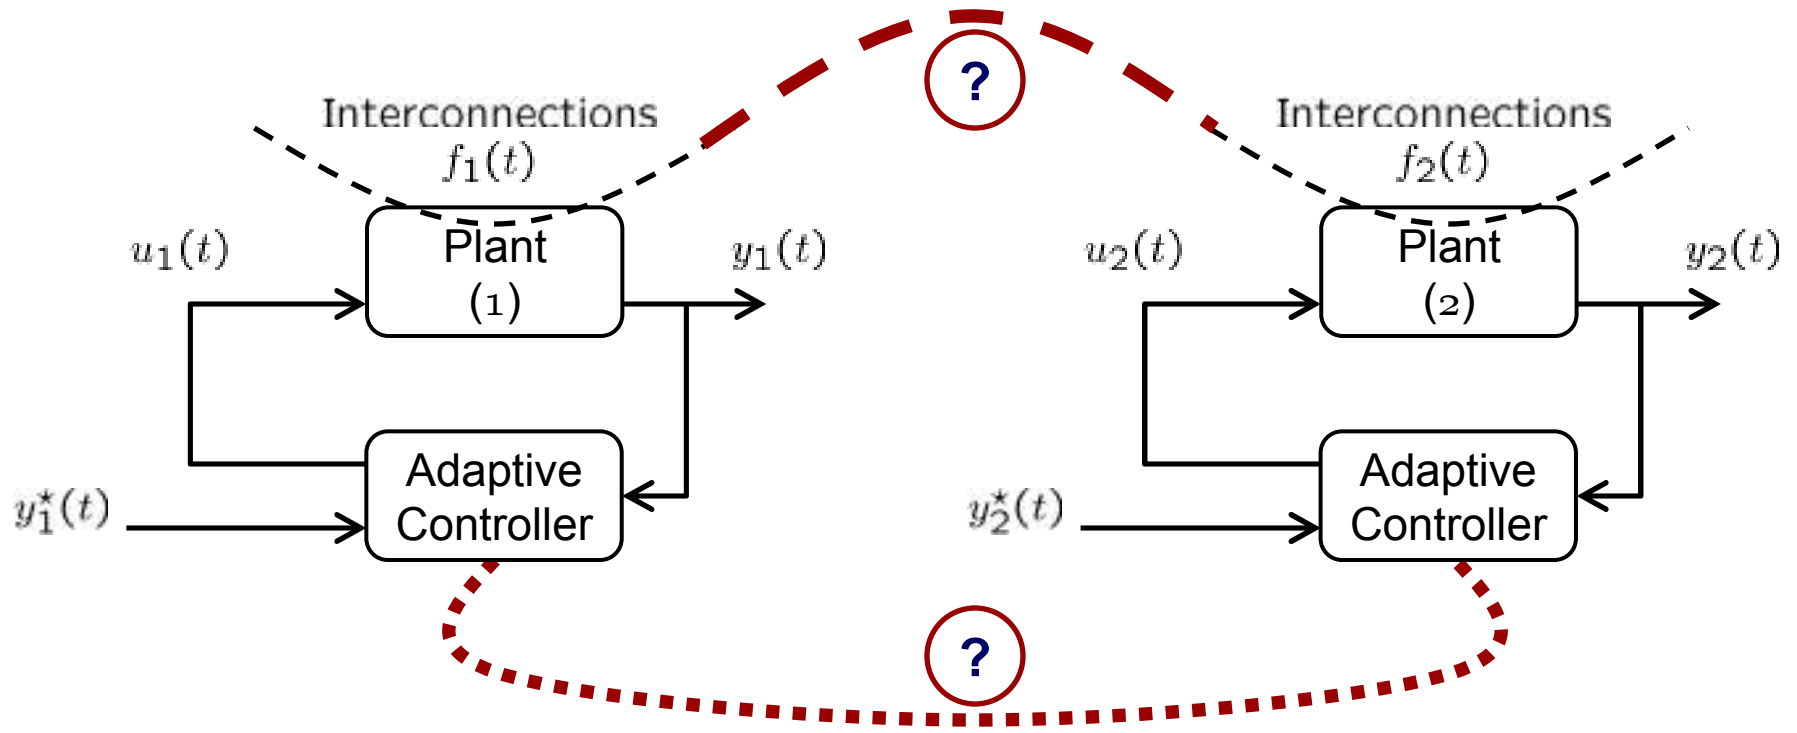 ?
Interconnections
f₁(t)
Interconnections
f₂(t)
u₁(t)
Plant
(1)
y₁(t)
u₂(t)
Plant
(2)
y₂(t)
y₁*(t)
Adaptive
Controller
y₂*(t)
Adaptive
Controller
?